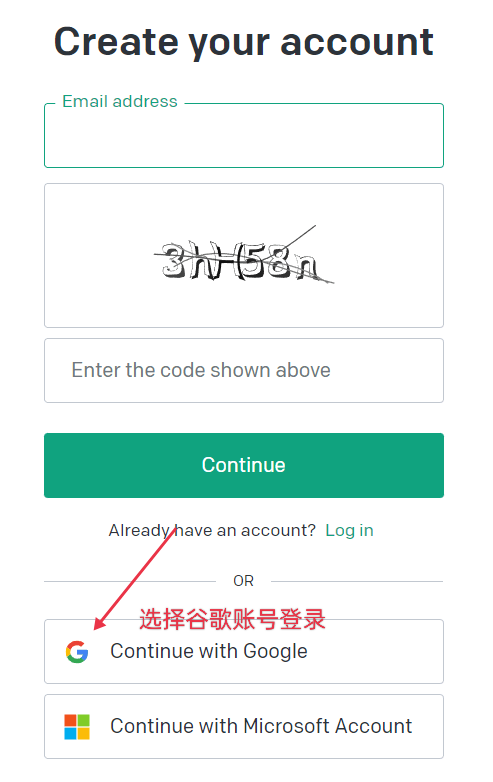 Create your account
Email address
Enter the code shown above
Continue
Already have an account? Log in
OR
选择谷歌账号登录
Continue with Google
Continue with Microsoft Account